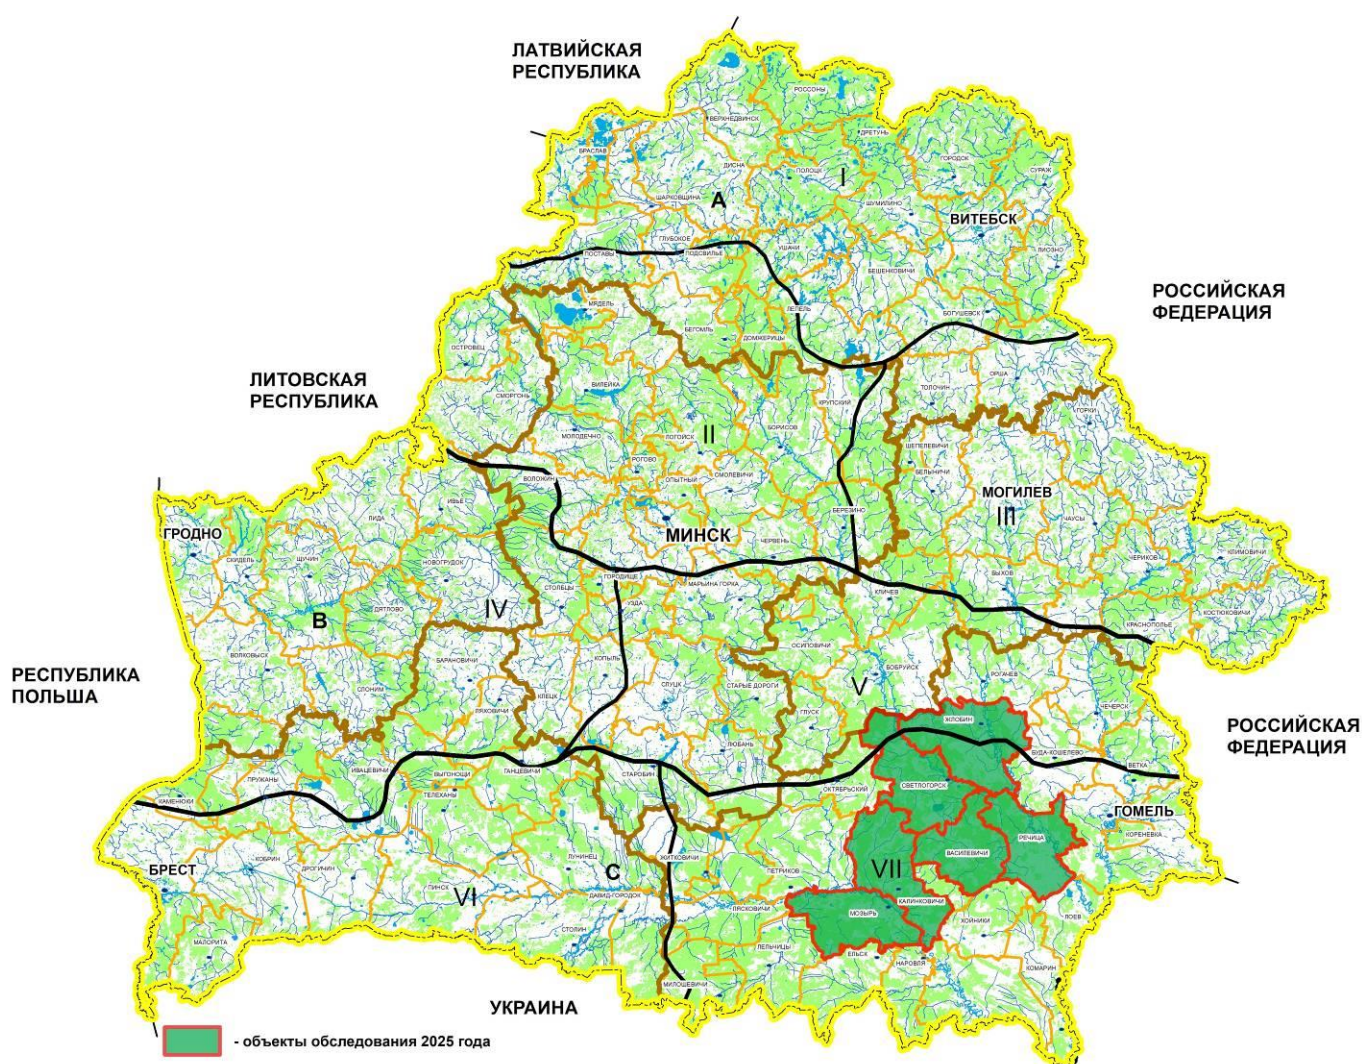 ЛАТВИЙСКАЯ
РЕСПУБЛИКА
РОССОНЫ
ВЕРХНЕДВИНСК
ДРЕТУНЬ
БРАСЛАВ
ДИСНА
ПОЛОЦК
I
ГОРОДОК
СУРАЖ
ШАРКОВЩИНА
А
ШУМИЛИНО
ВИТЕБСК
ГЛУБОКОЕ
ПОСТАВЫ
ПОДСВИЛЬЕ
УШАЧИ
ЛИОЗНО
БЕШЕНКОВИЧИ
РОССИЙСКАЯ
ФЕДЕРАЦИЯ
МЯДЕЛЬ
ЛЕПЕЛЬ
БОГУШЕВСК
БЕГОМЛЬ
ДОМЖЕРИЦЫ
ОСТРОВЕЦ
ЛИТОВСКАЯ
РЕСПУБЛИКА
СМОРГОНЬ
ВИЛЕЙКА
КРУПСКИЙ
ТОЛОЧИН
ОРША
ГОРКИ
МОЛОДЕЧНО
ЛОГОЙСК
II
БОРИСОВ
ШЕПЕЛЕВИЧИ
БЕЛЫНИЧИ
РОГОВО
ОПЫТНЫЙ
СМОЛЕВИЧИ
ВОЛОЖИН
МОГИЛЕВ
III
ЧАУСЫ
ГРОДНО
ЛИДА
ИВЬЕ
МИНСК
ЧЕРВЕНЬ
БЕРЕЗИНО
СКИДЕЛЬ
ЩУЧИН
НОВОГРУДОК
ЧЕРИКОВ
КЛИМОВИЧИ
СТОЛБЦЫ
ГОРОДИЩЕ
МАРЬИНА ГОРКА
БЫХОВ
КЛИЧЕВ
В
ДЯТЛОВО
IV
УЗДА
КОСТЮКОВИЧИ
КРАСНОПОЛЬЕ
ВОЛКОВЫСК
БАРАНОВИЧИ
КОПЫЛЬ
ОСИПОВИЧИ
РЕСПУБЛИКА
ПОЛЬША
СЛОНИМ
ЛЯХОВИЧИ
КЛЕЦК
СЛУЦК
СТАРЫЕ ДОРОГИ
V
БОБРУЙСК
РОГАЧЕВ
ГЛУСК
ЧЕЧЕРСК
ЖЛОБИН
РОССИЙСКАЯ
ФЕДЕРАЦИЯ
ЛЮБАНЬ
БУДА-КОШЕЛЕВО
ВЕТКА
ПРУЖАНЫ
ИВАЦЕВИЧИ
ВЫГОНОЩИ
ГАНЦЕВИЧИ
СТАРОБИН
КАМЕНЮКИ
ТЕЛЕХАНЫ
ОКТЯБРЬСКИЙ
СВЕТЛОГОРСК
ГОМЕЛЬ
КОРЕНЕВКА
РЕЧИЦА
БРЕСТ
КОБРИН
ДРОГИЧИН
ЛУНИНЕЦ
ЖИТКОВИЧИ
ВАСИЛЕВИЧИ
ПЕТРИКОВ
VII
С
ПИНСК
VI
ДАВИД-ГОРОДОК
ЛЯСКОВИЧИ
КАЛИНКОВИЧИ
МОЗЫРЬ
ХОЙНИКИ
ЛОЕВ
СТОЛИН
МАЛОРИТА
ЛЕЛЬЧИЦЫ
ЕЛЬСК
НАРОВЛЯ
КОМАРИН
МИЛОШЕВИЧИ
УКРАИНА
- объекты обследования 2025 года